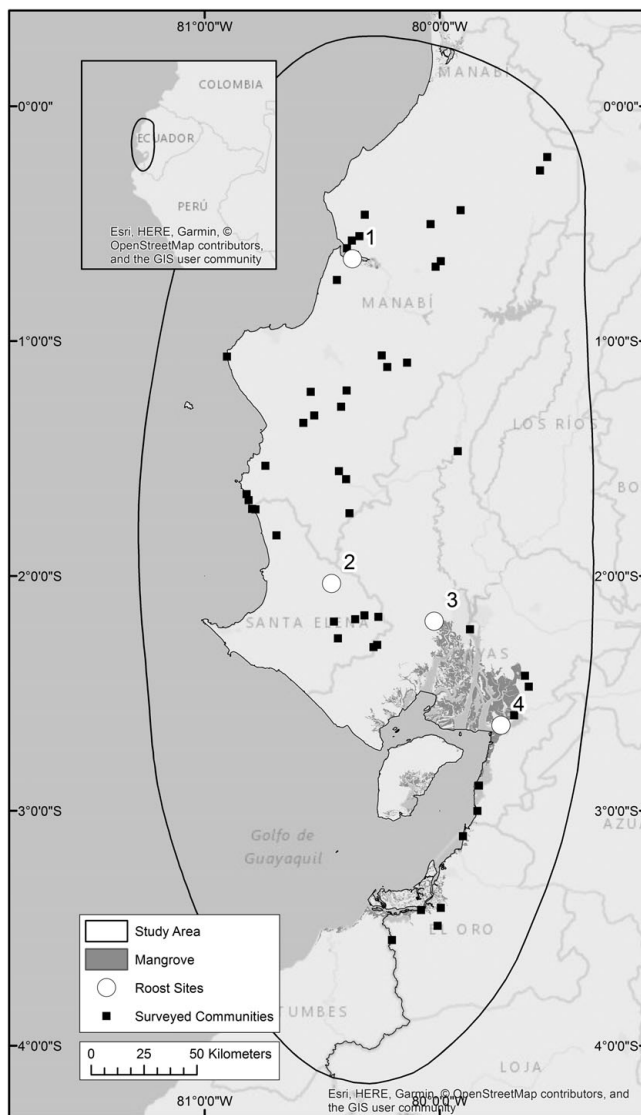 81°0'0"W
80°0'0"W
MANABÍ
0°0'0"
0°0'0"
COLOMBIA
ECUADOR
PERÚ
Esri, HERE, Garmin, ©
OpenStreetMap contributors,
and the GIS user community
1
MANABÍ
1°0'0"S
1°0'0"S
LOS RÍOS
BO
2°0'0"S
2°0'0"S
2
3
SANTA ELENA
YAS
4
3°0'0"S
3°0'0"S
AZUA
Golfo de
Guayaquil
EL ORO
Study Area
Mangrove
Roost Sites
Surveyed Communities
TUMBES
4°0'0"S
4°0'0"S
0 25 50 Kilometers
LOJA
Esri, HERE, Garmin, © OpenStreetMap contributors, and
the GIS user community
81°0'0"W
80°0'0"W